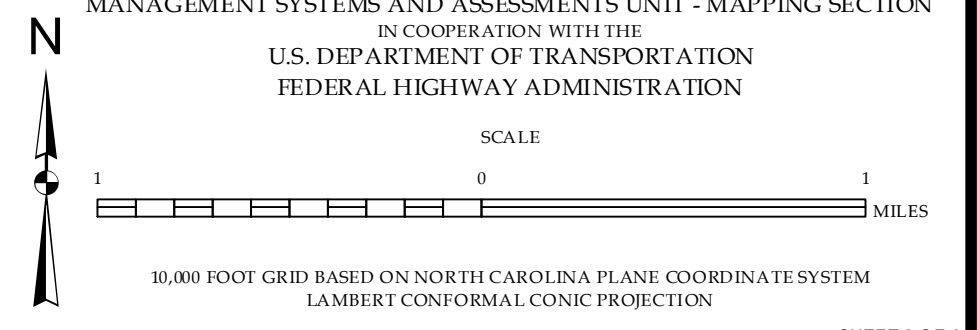 MANAGEMENT SYSTEMS AND ASSESSMENTS UNIT - MAPPING SECTION
N
IN COOPERATION WITH THE
U.S. DEPARTMENT OF TRANSPORTATION
FEDERAL HIGHWAY ADMINISTRATION
SCALE
1 0 1
MILES
10,000 FOOT GRID BASED ON NORTH CAROLINA PLANE COORDINATE SYSTEM
LAMBERT CONFORMAL CONIC PROJECTION